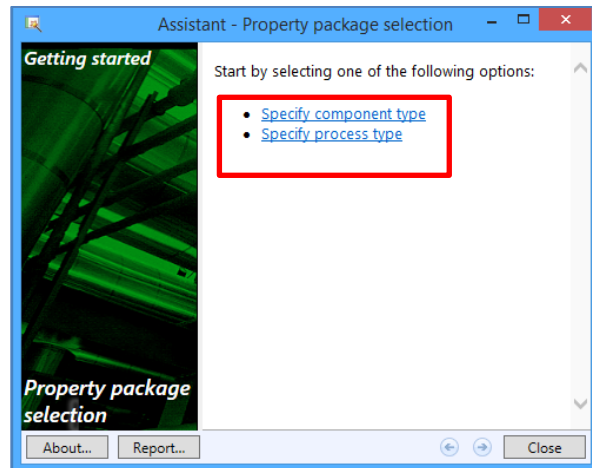 Assistant - Property package selection
Getting started
Start by selecting one of the following options:
Specify component type
Specify process type
Property package
selection
About...
Report...
Close